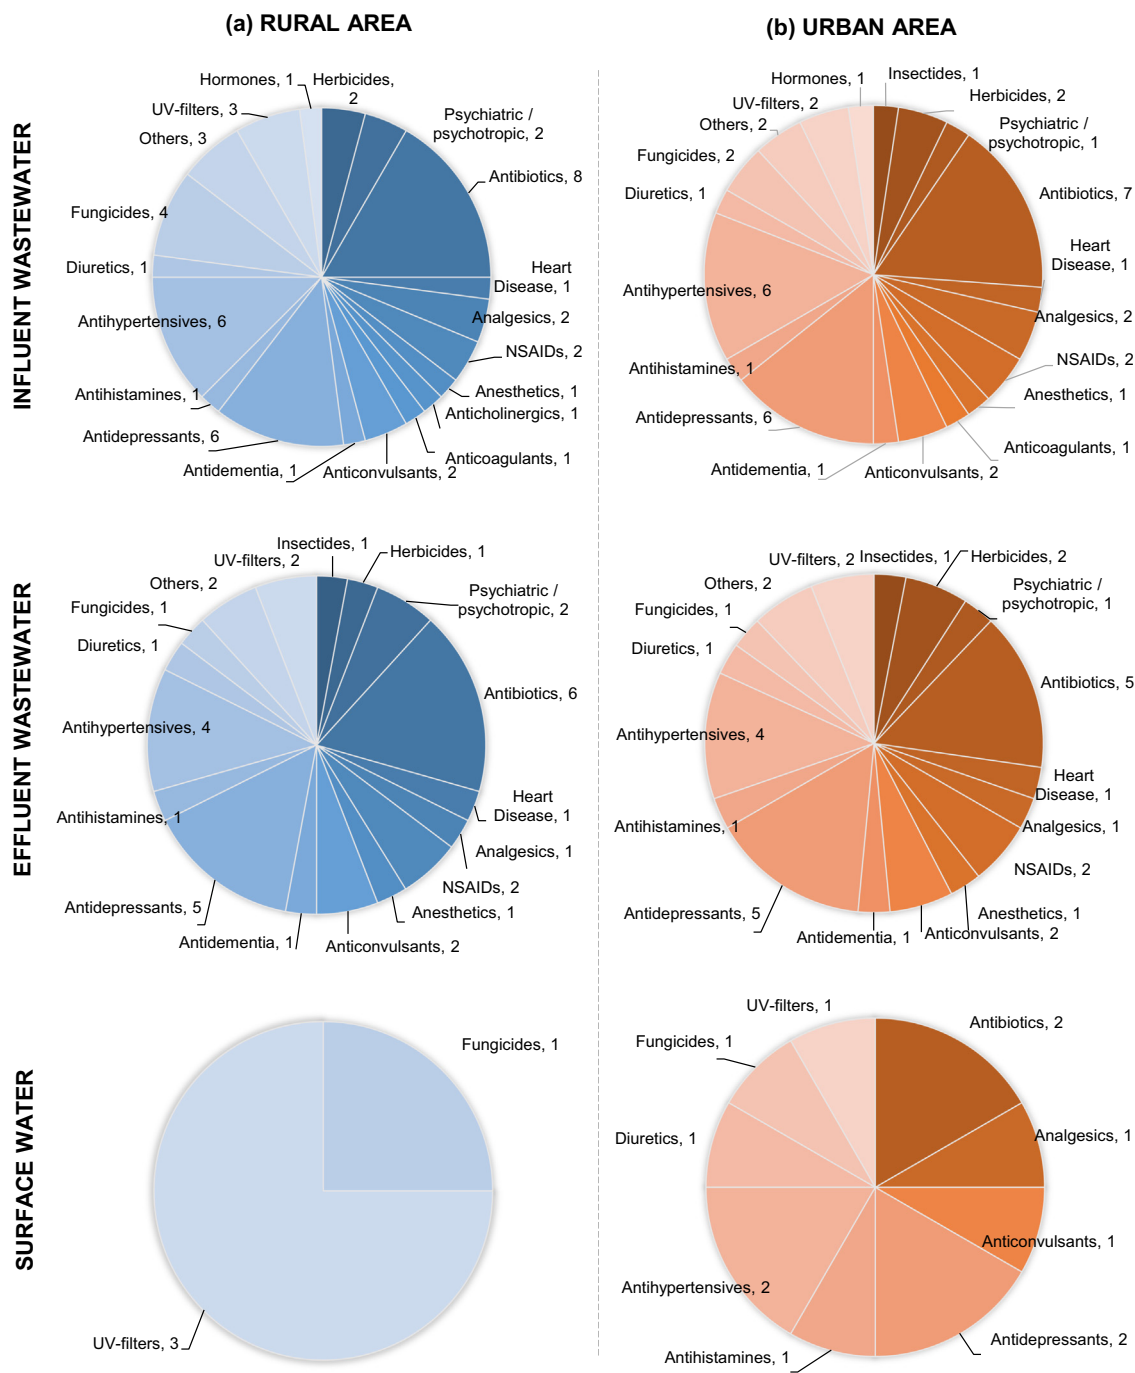 (a) RURAL AREA
(b) URBAN AREA
INFLUENT WASTEWATER
Hormones, 1
Herbicides,
2
UV-filters, 3
Others, 3
Psychiatric /
psychotropic, 2
Antibiotics, 8
Fungicides, 4
Diuretics, 1
Heart
Disease, 1
Antihypertensives, 6
Analgesics, 2
NSAIDs, 2
Antihistamines, 1
Anesthetics, 1
Anticholinergics, 1
Antidepressants, 6
Anticoagulants, 1
Antidementia, 1
Anticonvulsants, 2
Hormones, 1
Insectides, 1
UV-filters, 2
Herbicides, 2
Others, 2
Psychiatric /
psychotropic, 1
Fungicides, 2
Diuretics, 1
Antibiotics, 7
Heart
Disease, 1
Antihypertensives, 6
Analgesics, 2
NSAIDs, 2
Antihistamines, 1
Anesthetics, 1
Antidepressants, 6
Anticoagulants, 1
Antidementia, 1
Anticonvulsants, 2
EFFLUENT WASTEWATER
Insectides, 1
UV-filters, 2
Herbicides, 1
Others, 2
Psychiatric /
psychotropic, 2
Fungicides, 1
Diuretics, 1
Antibiotics, 6
Antihypertensives, 4
Heart
Disease, 1
Antihistamines, 1
Analgesics, 1
NSAIDs, 2
Antidepressants, 5
Anesthetics, 1
Antidementia, 1
Anticonvulsants, 2
UV-filters, 2
Insectides, 1
Herbicides, 2
Others, 2
Psychiatric /
psychotropic, 1
Fungicides, 1
Diuretics, 1
Antibiotics, 5
Antihypertensives, 4
Heart
Disease, 1
Antihistamines, 1
Analgesics, 1
NSAIDs, 2
Antidepressants, 5
Anesthetics, 1
Antidementia, 1
Anticonvulsants, 2
SURFACE WATER
Fungicides, 1
UV-filters, 3
UV-filters, 1
Antibiotics, 2
Fungicides, 1
Diuretics, 1
Analgesics, 1
Anticonvulsants, 1
Antihypertensives, 2
Antidepressants, 2
Antihistamines, 1